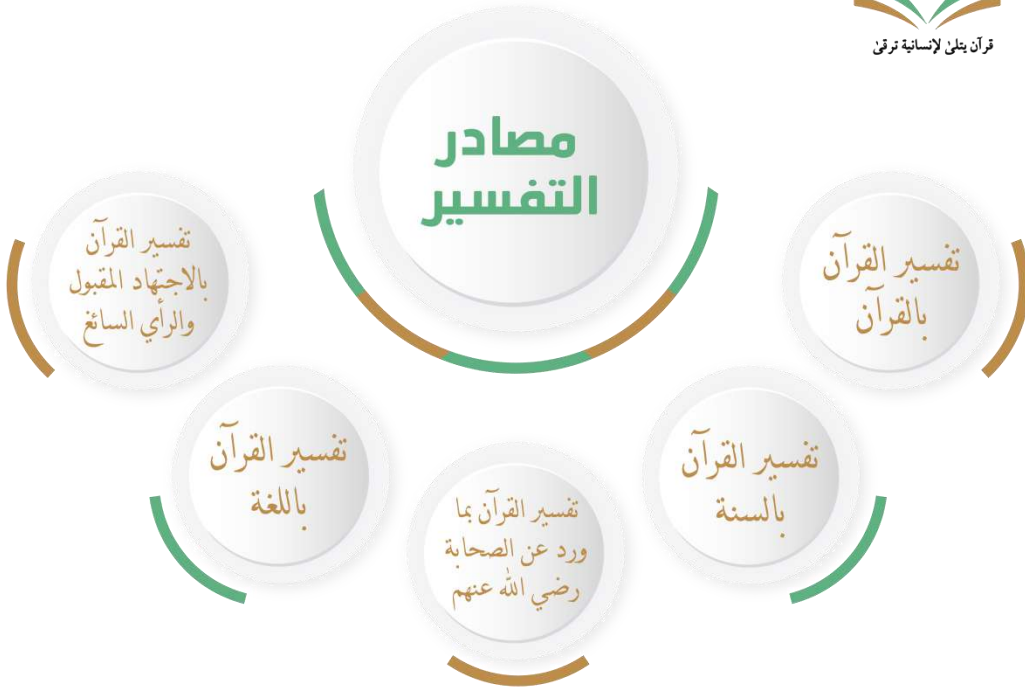 قرآن يتلىٰ لإنسانية ترقىٰ
مصادر
التفسير
تفسير القرآن
بالقرآن
تفسير القرآن
بالسنة
تفسير القرآن بما
ورد عن الصحابة
رضي الله عنهم
تفسير القرآن
باللغة
تفسير القرآن
بالاجتهاد المقبول
والرأي السائغ